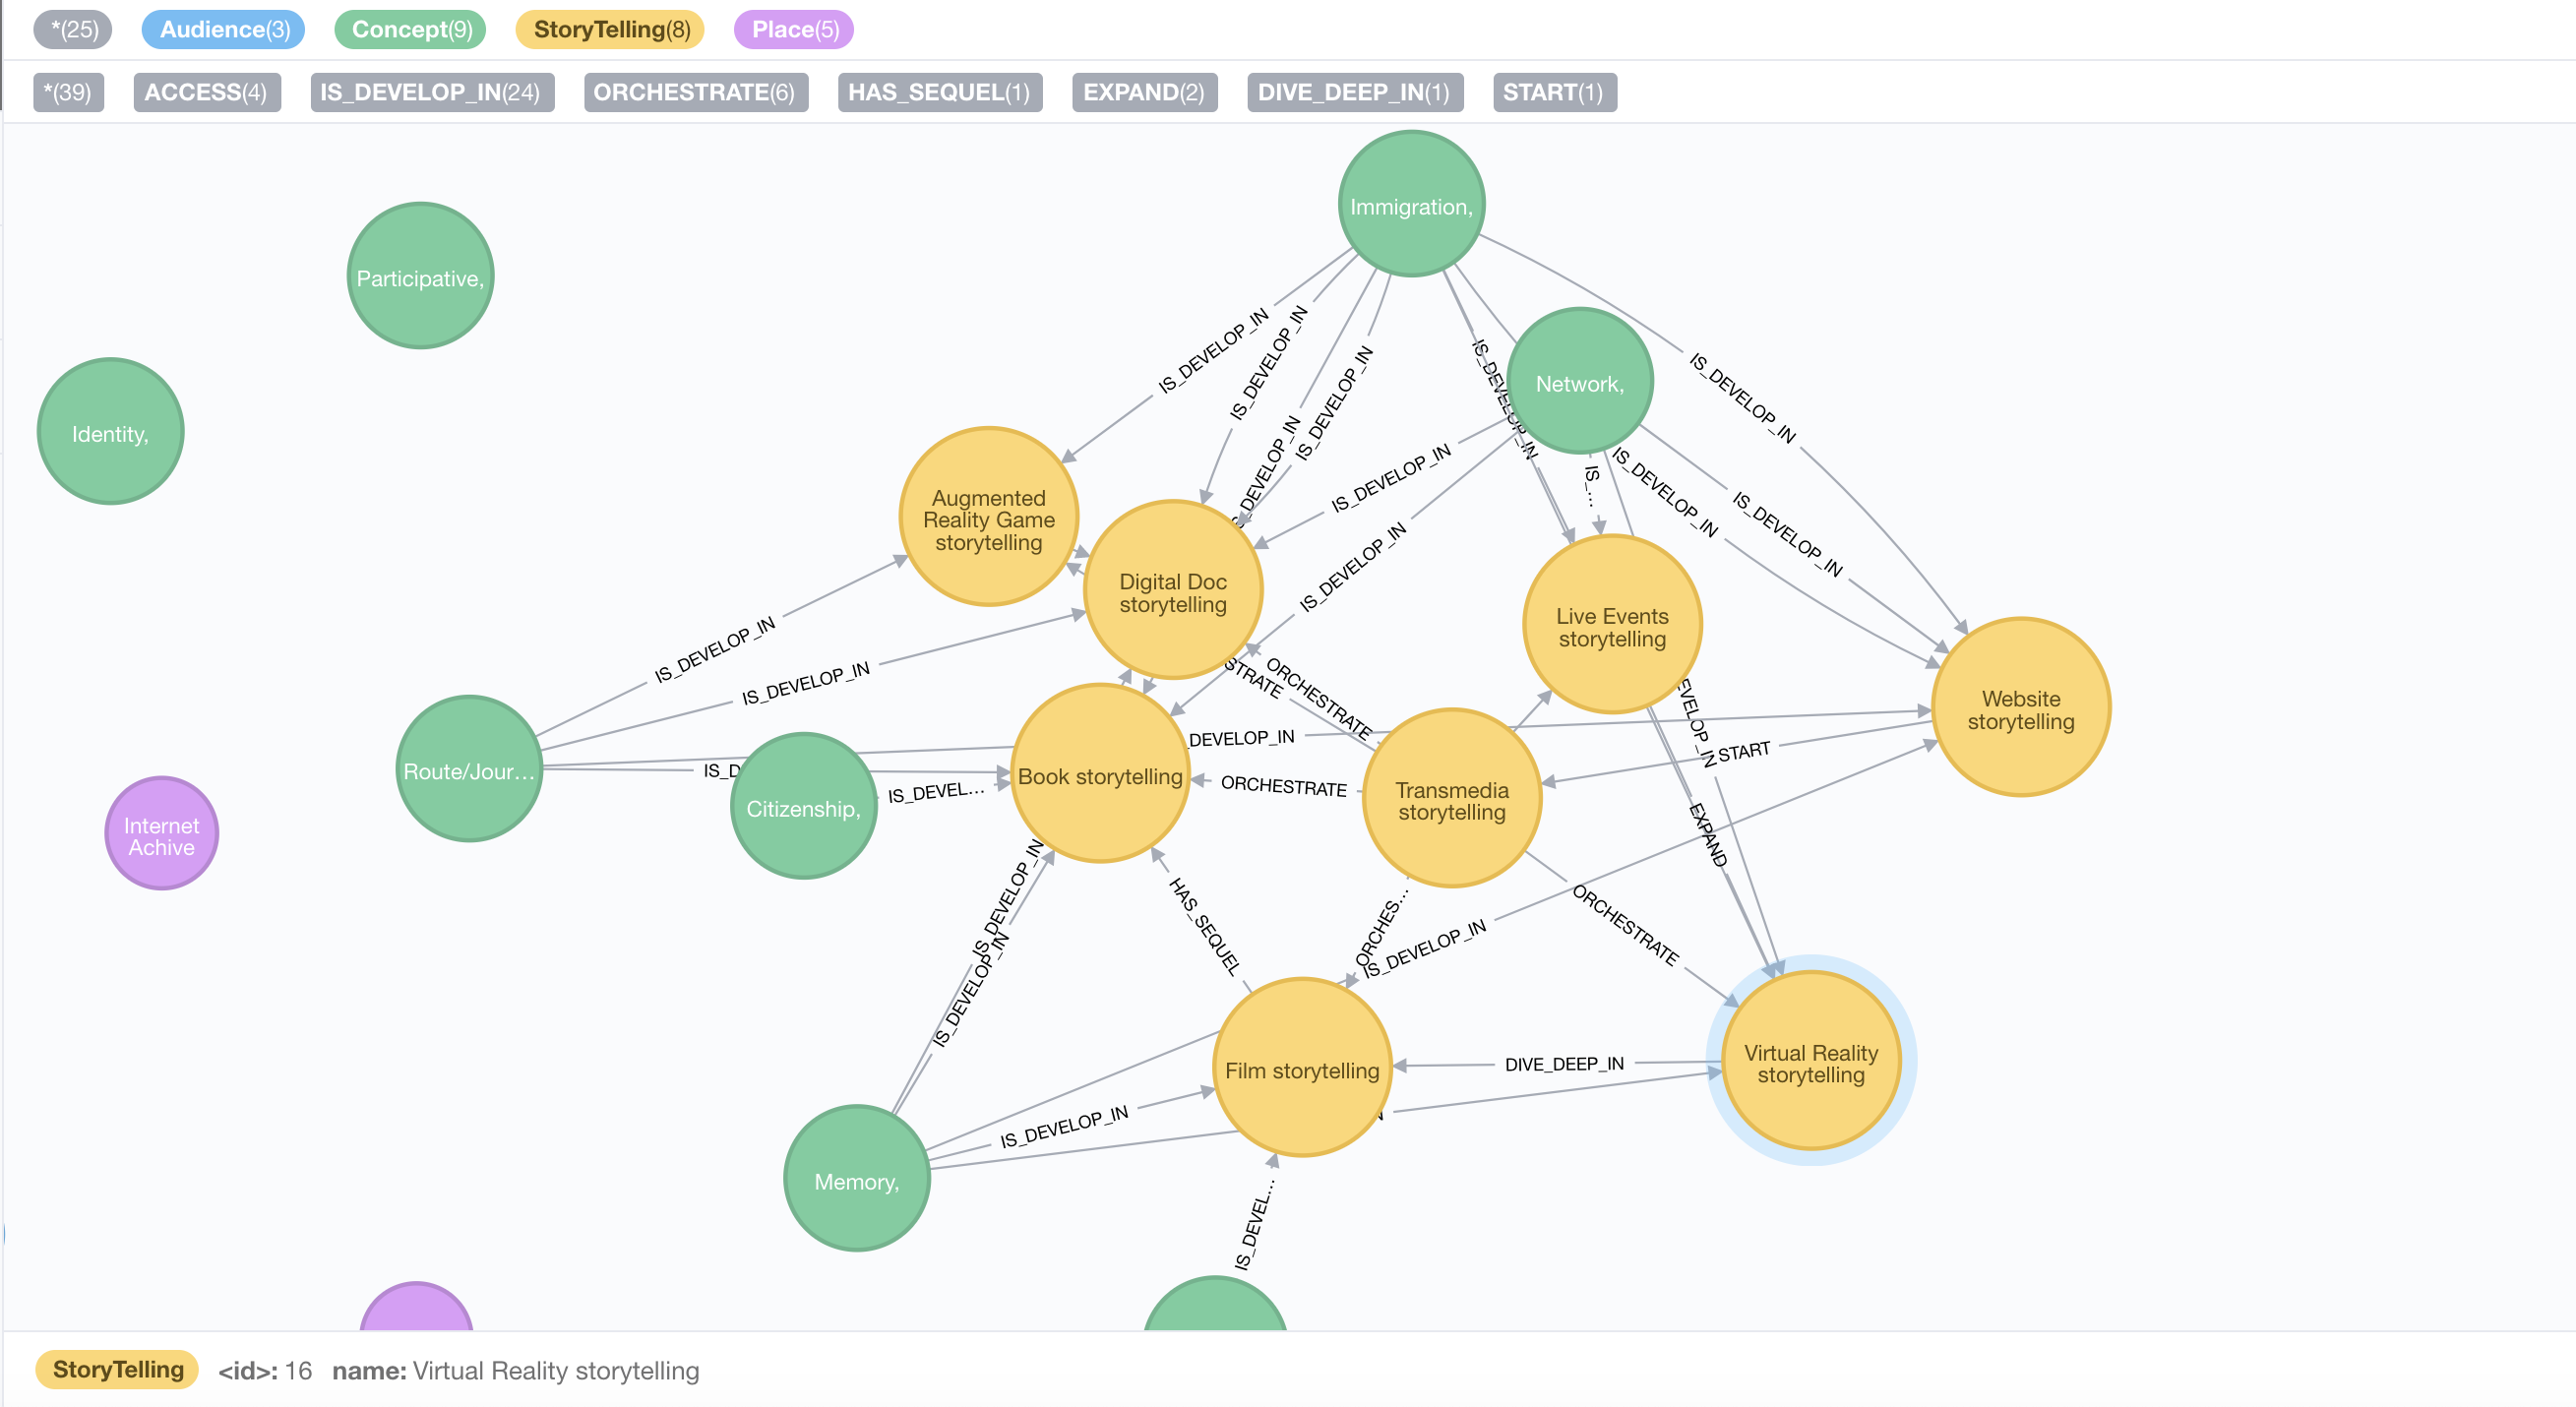 *(25) Audience(3) Concept(9) StoryTelling(8) Place(5)
*(39) ACCESS(4) IS_DEVELOP_IN(24) ORCHESTRATE(6) HAS_SEQUEL(1) EXPAND(2) DIVE_DEEP_IN(1) START(1)
Immigration,
Participative,
Network,
Identity,
IS_DEVELOP_IN
IS_DEVELOP_IN
IS_DEVELOP_IN
IS_DEVELOP_IN
IS_DEVELOP_IN
S_DEVELOP_IN
IS_DEVELOP_IN
IS_...
IS_DEVELOP_IN
IS_DEVELOP_IN
IS_DEVELOP_IN
Augmented
Reality Game
storytelling
Digital Doc
storytelling
Live Events
storytelling
Website
storytelling
IS_DEVELOP_IN
IS_DEVELOP_IN
STRATE
ORCHESTRATE
EVELOP_IN
_DEVELOP_IN
START
Route/Jour...
IS_D
Citizenship,
IS_DEVEL...
Book storytelling
ORCHESTRATE
Transmedia
storytelling
Internet
Achive
EXPAND
IS_DEVELOP_IN
IS_DEVELOP_IN
HAS_SEQUEL
ORCHES...
IS_DEVELOP_IN
ORCHESTRATE
Film storytelling
DIVE_DEEP_IN
Virtual Reality
storytelling
IS_DEVELOP_IN
N
Memory,
IS_DEVEL...
StoryTelling <id>: 16 name: Virtual Reality storytelling